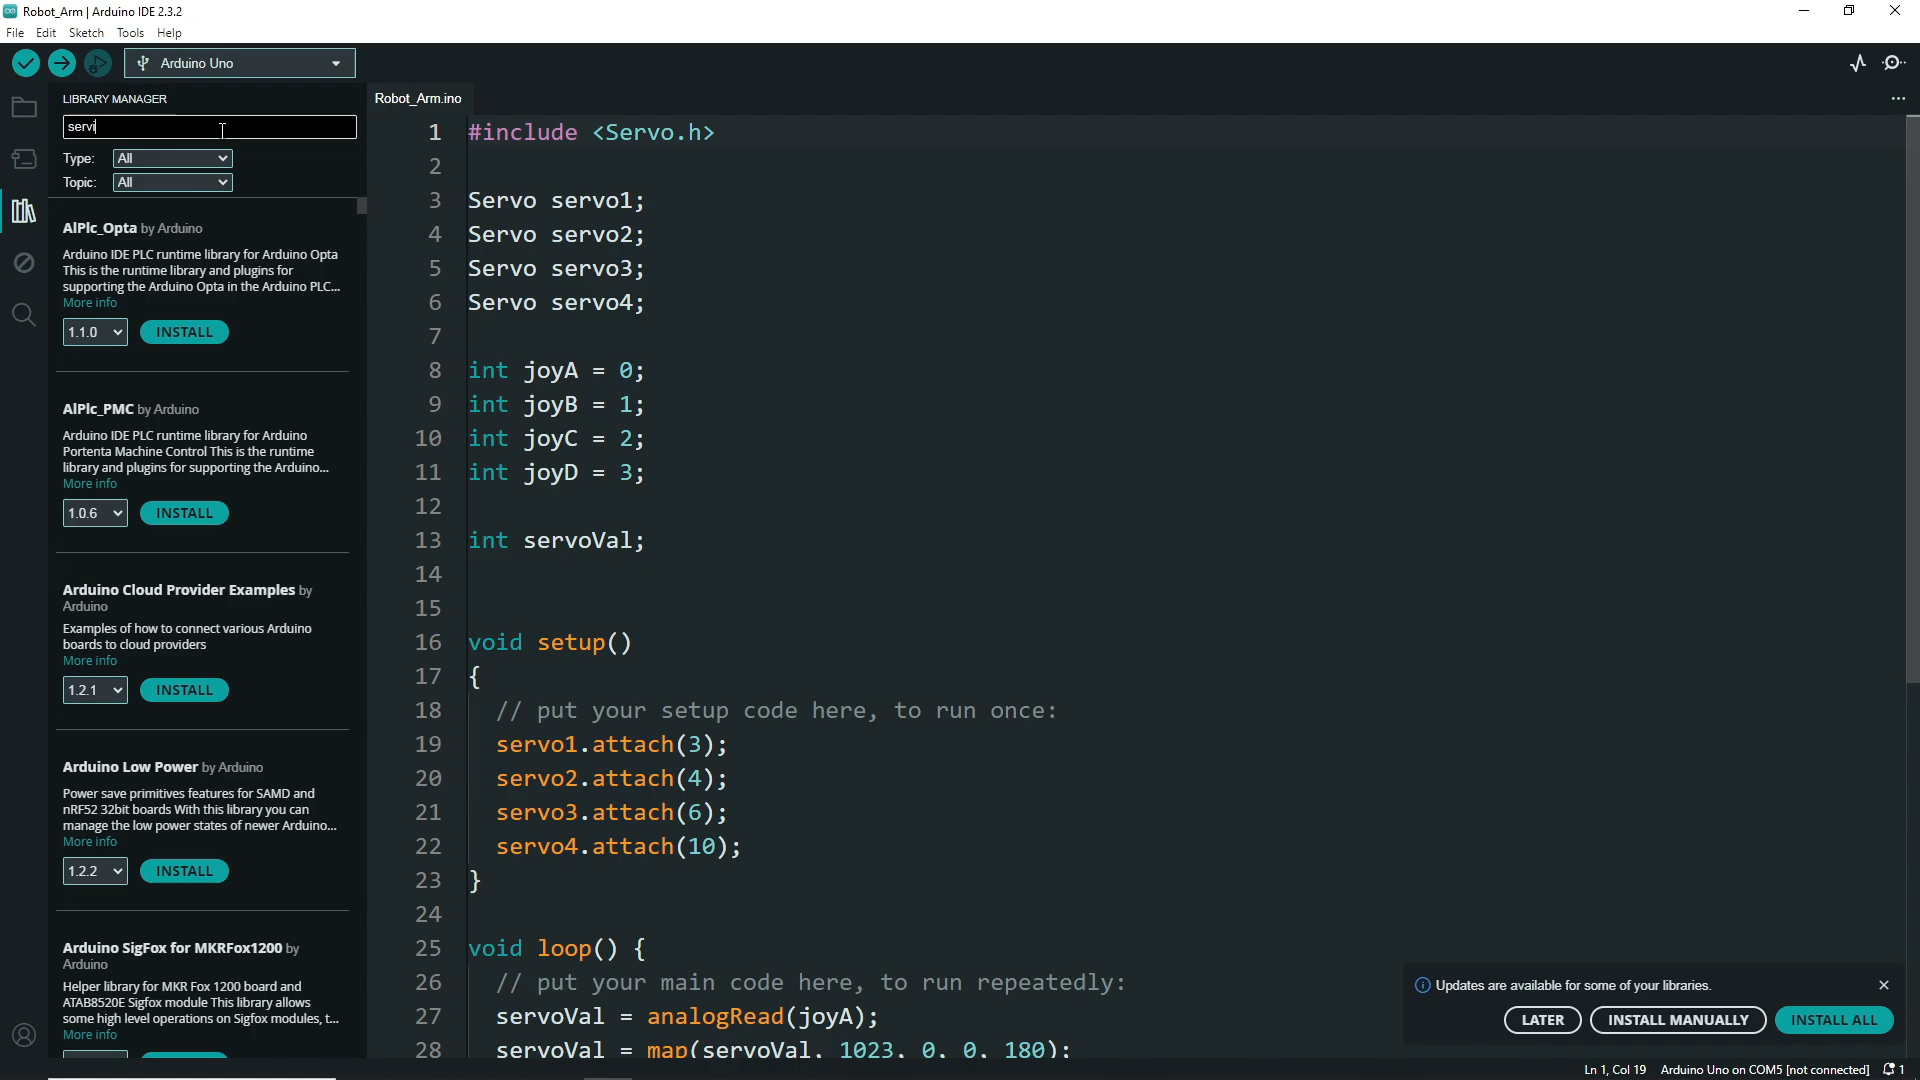 Robot_Arm | Arduino IDE 2.3.2
File Edit Sketch Tools Help
Arduino Uno
LIBRARY MANAGER
servi
Type: All
Topic: All
AlPlc_Opta by Arduino
Arduino IDE PLC runtime library for Arduino Opta
This is the runtime library and plugins for
supporting the Arduino Opta in the Arduino PLC...
More info
1.1.0 INSTALL
AlPlc_PMC by Arduino
Arduino IDE PLC runtime library for Arduino
Portenta Machine Control This is the runtime
library and plugins for supporting the Arduino...
More info
1.0.6 INSTALL
Arduino Cloud Provider Examples by
Arduino
Examples of how to connect various Arduino
boards to cloud providers
More info
1.2.1 INSTALL
Arduino Low Power by Arduino
Power save primitives features for SAMD and
nRF52 32bit boards With this library you can
manage the low power states of newer Arduino...
More info
1.2.2 INSTALL
Arduino SigFox for MKRFox1200 by
Arduino
Helper library for MKR Fox 1200 board and
ATAB8520E Sigfox module This library allows
some high level operations on Sigfox modules, t...
More info
Robot_Arm.ino
1 #include <Servo.h>
2
3 Servo servo1;
4 Servo servo2;
5 Servo servo3;
6 Servo servo4;
7
8 int joyA = 0;
9 int joyB = 1;
10 int joyC = 2;
11 int joyD = 3;
12
13 int servoVal;
14
15
16 void setup()
17 {
18 // put your setup code here, to run once:
19 servo1.attach(3);
20 servo2.attach(4);
21 servo3.attach(6);
22 servo4.attach(10);
23 }
24
25 void loop() {
26 // put your main code here, to run repeatedly:
27 servoVal = analogRead(joyA);
28 servoVal = map(servoVal, 1023, 0, 0, 180);
Updates are available for some of your libraries.
LATER INSTALL MANUALLY INSTALL ALL
Ln 1, Col 19 Arduino Uno on COM5 [not connected] 1